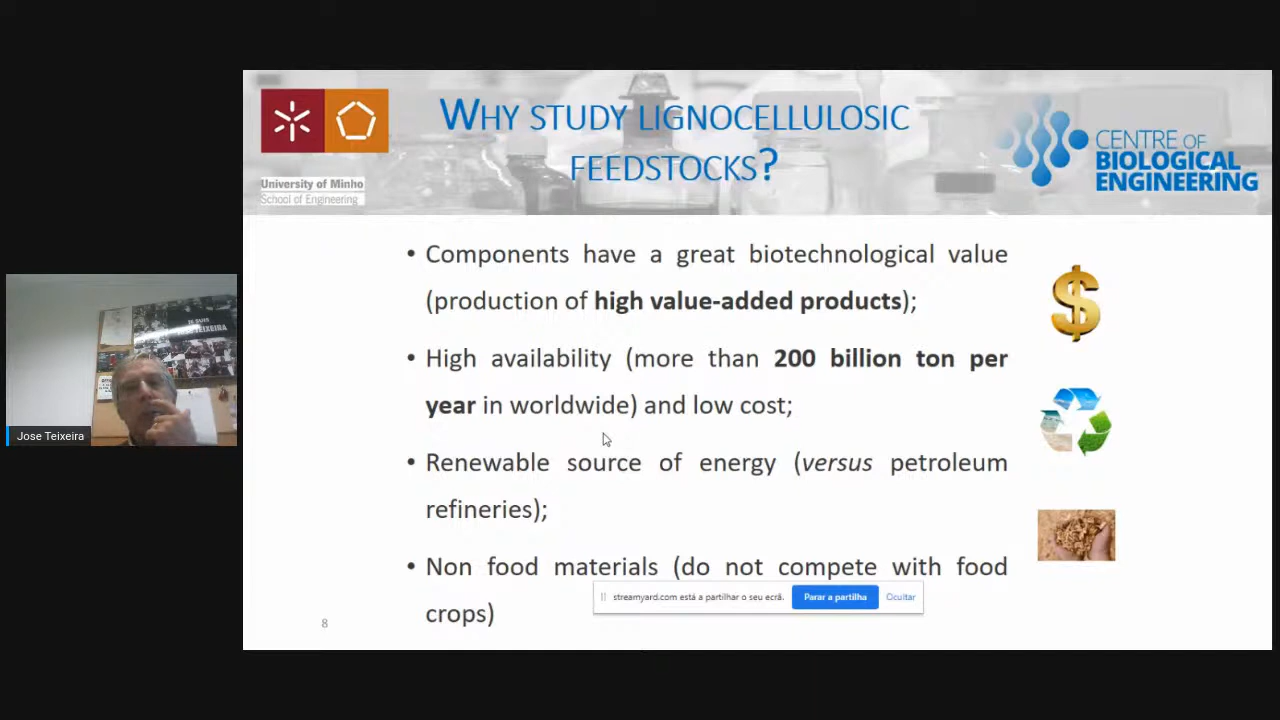 WHY STUDY LIGNOCELLULOSIC
FEEDSTOCKS?
University of Minho
School of Engineering
CENTRE OF
BIOLOGICAL
ENGINEERING
• Components have a great biotechnological value
(production of high value-added products);
• High availability (more than 200 billion ton per
year in worldwide) and low cost;
• Renewable source of energy (versus petroleum
refineries);
• Non food materials (do not compete with food
crops)
streamyard.com está a partilhar o seu ecrã. Parar a partilha Ocultar
8
$
TEIXEIRA
Jose Teixeira